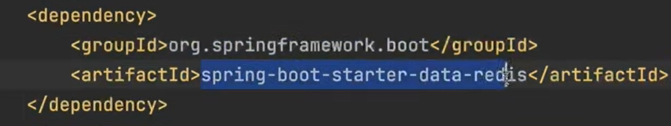 <dependency>
<groupId>org.springframework.boot</groupId>
<artifactId>spring-boot-starter-data-redis</artifactId>
</dependency>